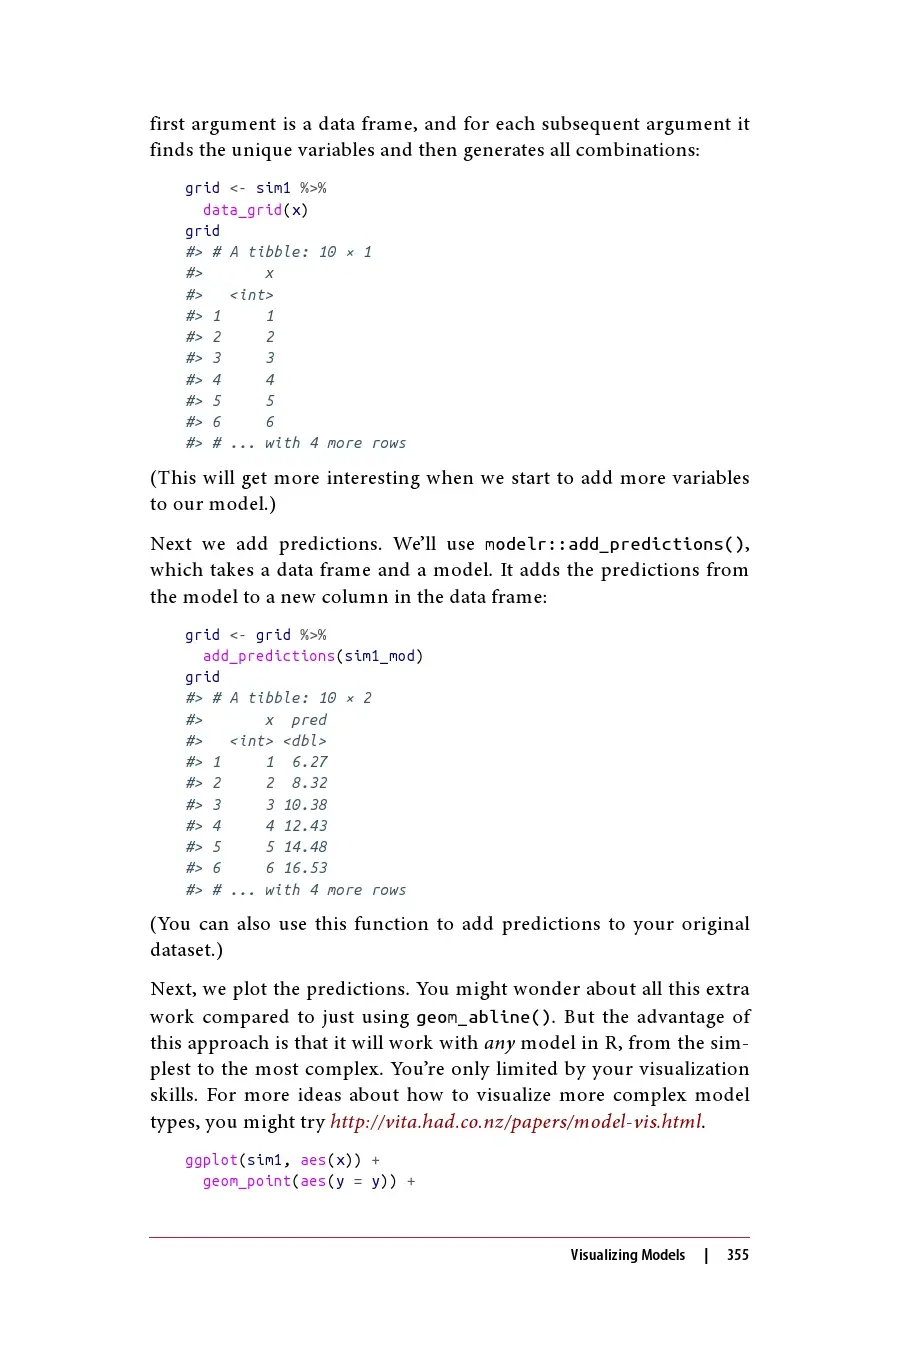 first argument is a data frame, and for each subsequent argument it
finds the unique variables and then generates all combinations:
grid <- sim1 %>%
  data_grid(x)
grid
#> # A tibble: 10 × 1
#>       x
#>   <int>
#> 1     1
#> 2     2
#> 3     3
#> 4     4
#> 5     5
#> 6     6
#> # ... with 4 more rows
(This will get more interesting when we start to add more variables
to our model.)
Next we add predictions. We’ll use modelr::add_predictions(),
which takes a data frame and a model. It adds the predictions from
the model to a new column in the data frame:
grid <- grid %>%
  add_predictions(sim1_mod)
grid
#> # A tibble: 10 × 2
#>       x  pred
#>   <int> <dbl>
#> 1     1  6.27
#> 2     2  8.32
#> 3     3 10.38
#> 4     4 12.43
#> 5     5 14.48
#> 6     6 16.53
#> # ... with 4 more rows
(You can also use this function to add predictions to your original
dataset.)
Next, we plot the predictions. You might wonder about all this extra
work compared to just using geom_abline(). But the advantage of
this approach is that it will work with any model in R, from the sim-
plest to the most complex. You’re only limited by your visualization
skills. For more ideas about how to visualize more complex model
types, you might try http://vita.had.co.nz/papers/model-vis.html.
ggplot(sim1, aes(x)) +
  geom_point(aes(y = y)) +
Visualizing Models | 355